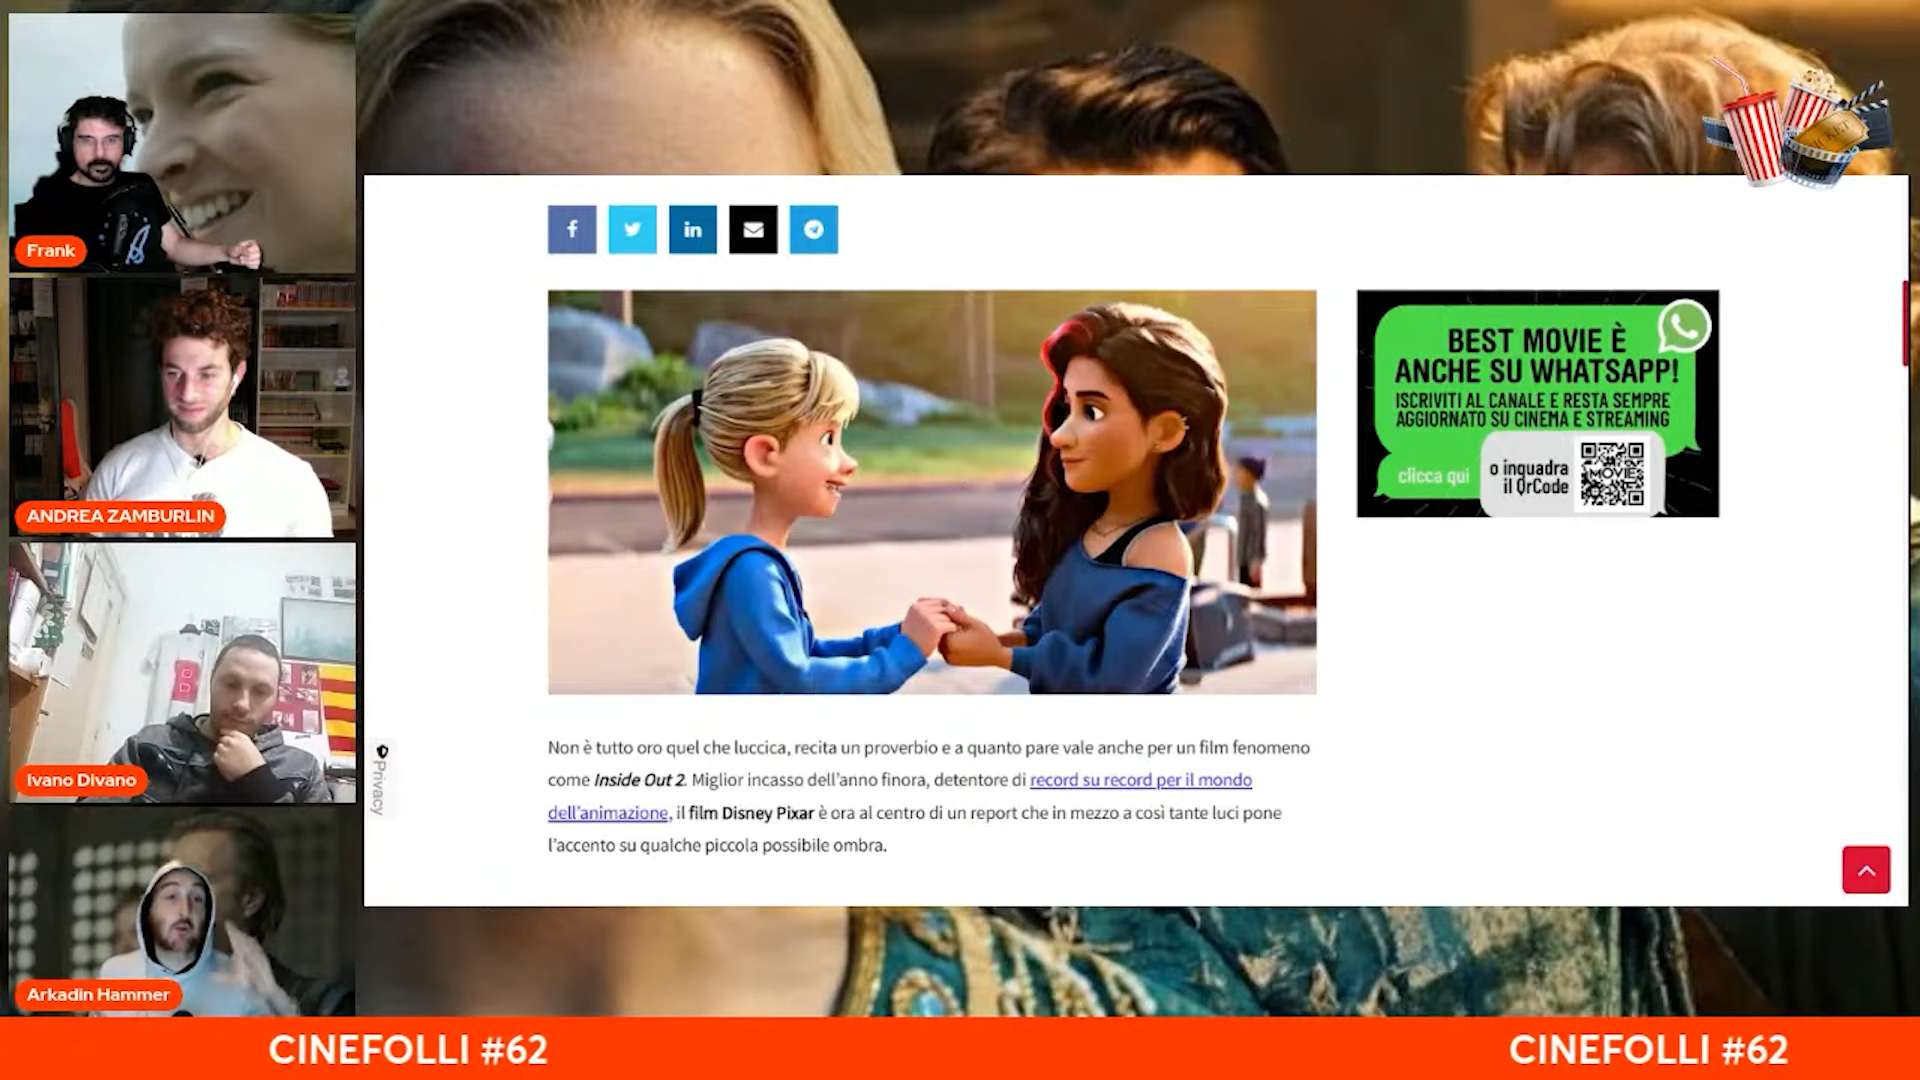 Frank
ANDREA ZAMBURLIN
Ivano Divano
Arkadin Hammer
f
in
BEST MOVIE È
ANCHE SU WHATSAPP!
ISCRIVITI AL CANALE E RESTA SEMPRE
AGGIORNATO SU CINEMA E STREAMING
clicca qui
o inquadra
il QrCode
MOVIE
Privacy
Non è tutto oro quel che luccica, recita un proverbio e a quanto pare vale anche per un film fenomeno
come Inside Out 2. Miglior incasso dell'anno finora, detentore di record su record per il mondo
dell'animazione, il film Disney Pixar è ora al centro di un report che in mezzo a così tante luci pone
l'accento su qualche piccola possibile ombra.
CINEFOLLI #62
CINEFOLLI #62